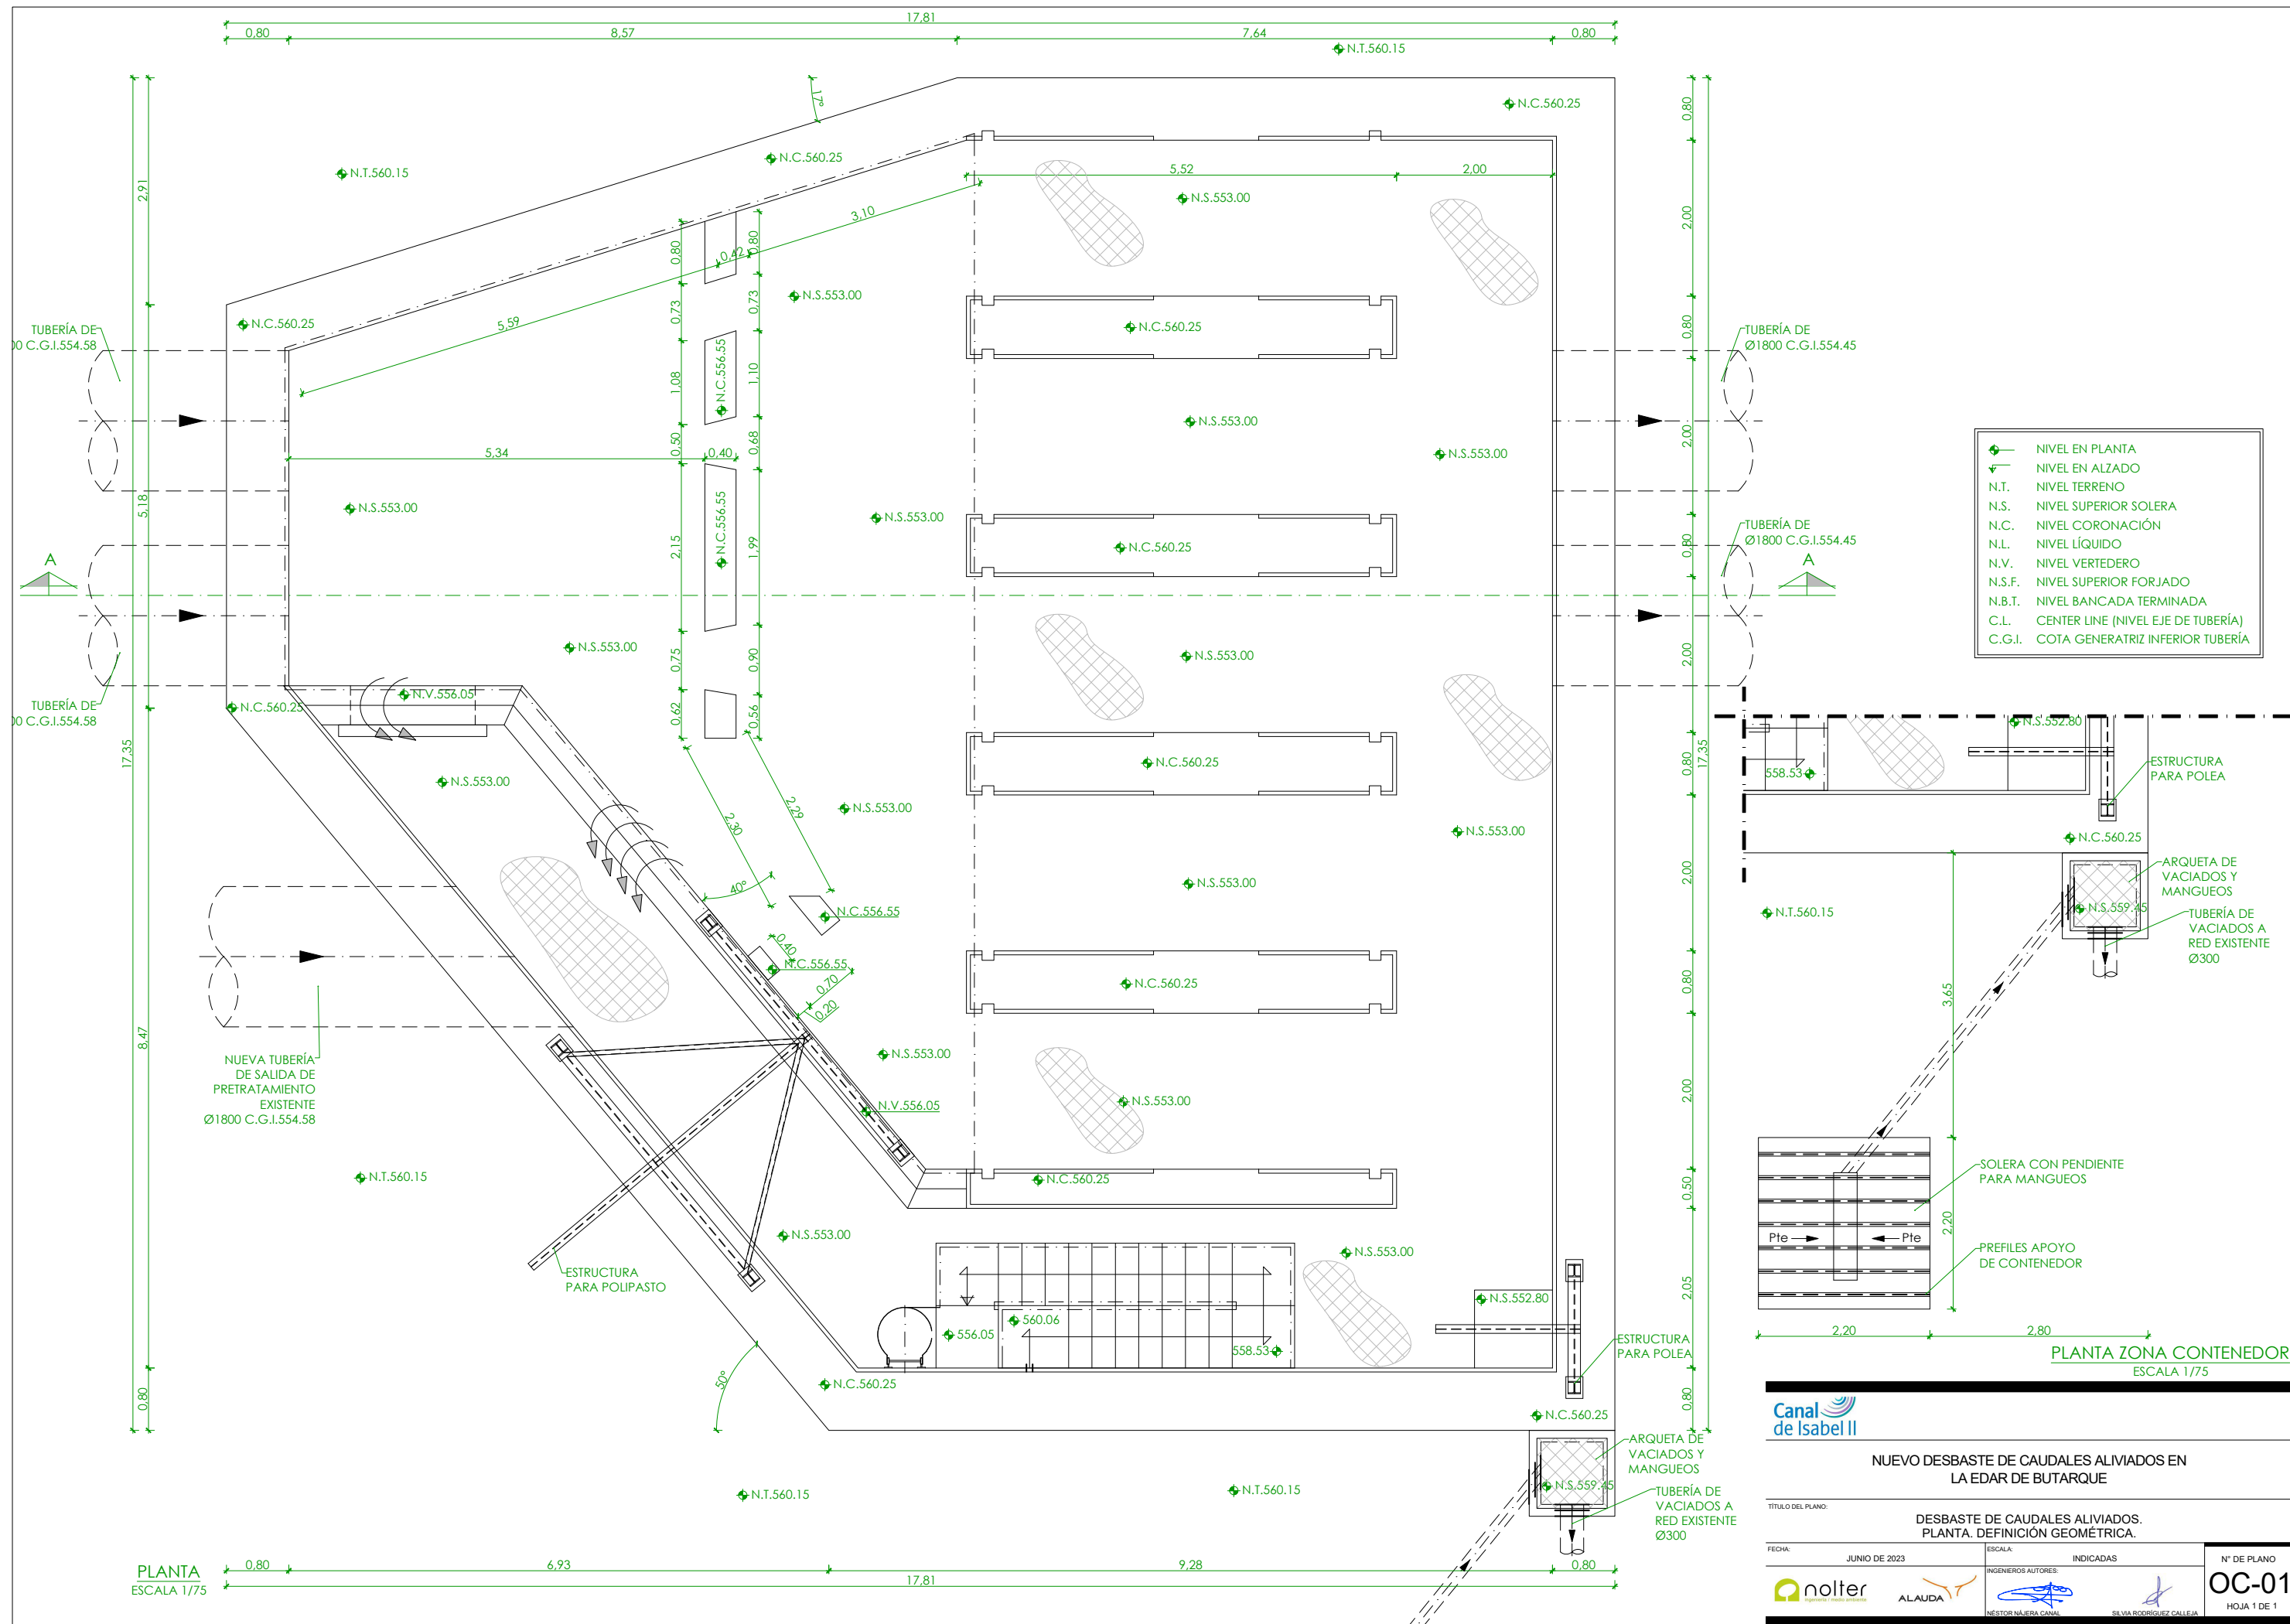 17,81
0,80
8,57
7,64
0,80
N.T.560.15
17°
N.C.560.25
0,80
N.C.560.25
N.T.560.15
2,91
5,52
2,00
N.S.553.00
3,10
2,00
0,80
0,80
0,42
N.S.553.00
0,73
0,73
N.C.560.25
5,59
N.C.560.25
0,80
TUBERÍA DE
00 C.G.I.554.58
TUBERÍA DE
Ø1800 C.G.I.554.45
N.C.556.55
1,08
1,10
N.S.553.00
0,50
0,68
2,00
5,34
0,40
N.S.553.00
5,18
N.S.553.00
N.C.556.55
N.S.553.00
2,15
1,99
N.C.560.25
0,80
TUBERÍA DE
Ø1800 C.G.I.554.45
A
A
NIVEL EN PLANTA
NIVEL EN ALZADO
N.T. NIVEL TERRENO
N.S. NIVEL SUPERIOR SOLERA
N.C. NIVEL CORONACIÓN
N.L. NIVEL LÍQUIDO
N.V. NIVEL VERTEDERO
N.S.F. NIVEL SUPERIOR FORJADO
N.B.T. NIVEL BANCADA TERMINADA
C.L. CENTER LINE (NIVEL EJE DE TUBERÍA)
C.G.I. COTA GENERATRIZ INFERIOR TUBERÍA
N.S.553.00
0,75
0,90
N.S.553.00
2,00
TUBERÍA DE
00 C.G.I.554.58
N.C.560.25
N.V.556.05
0,62
0,56
17,35
N.S.553.00
2,30
2,29
N.S.553.00
N.C.560.25
0,80
17,35
N.S.553.00
40°
N.S.553.00
2,00
N.C.556.55
0,40
N.C.556.55
0,70
0,20
N.C.560.25
0,80
8,47
NUEVA TUBERÍA
DE SALIDA DE
PRETRATAMIENTO
EXISTENTE
Ø1800 C.G.I.554.58
N.S.553.00
N.V.556.05
N.S.553.00
2,00
N.T.560.15
N.C.560.25
0,50
N.S.553.00
N.S.553.00
ESTRUCTURA
PARA POLIPASTO
556.05
560.06
558.53
N.S.552.80
2,05
ESTRUCTURA
PARA POLEA
50°
N.C.560.25
0,80
0,80
N.C.560.25
ARQUETA DE
VACIADOS Y
MANGUEOS
N.S.559.45
TUBERÍA DE
VACIADOS A
RED EXISTENTE
Ø300
N.T.560.15
N.T.560.15
PLANTA
ESCALA 1/75
0,80
6,93
9,28
0,80
17,81
N.S.552.80
558.53
ESTRUCTURA
PARA POLEA
N.C.560.25
ARQUETA DE
VACIADOS Y
MANGUEOS
N.T.560.15
N.S.559.45
TUBERÍA DE
VACIADOS A
RED EXISTENTE
Ø300
3,65
SOLERA CON PENDIENTE
PARA MANGUEOS
2,20
Pte
Pte
PREFILES APOYO
DE CONTENEDOR
2,20
2,80
PLANTA ZONA CONTENEDOR
ESCALA 1/75
Canal
de Isabel II
NUEVO DESBASTE DE CAUDALES ALIVIADOS EN
LA EDAR DE BUTARQUE
TÍTULO DEL PLANO:
DESBASTE DE CAUDALES ALIVIADOS.
PLANTA. DEFINICIÓN GEOMÉTRICA.
FECHA:
JUNIO DE 2023
ESCALA:
INDICADAS
N° DE PLANO
OC-01
HOJA 1 DE 1
nolter
ingeniería | medio ambiente
ALAUDA
INGENIEROS AUTORES:
NÉSTOR NÁJERA CANAL
SILVIA RODRÍGUEZ CALLEJA